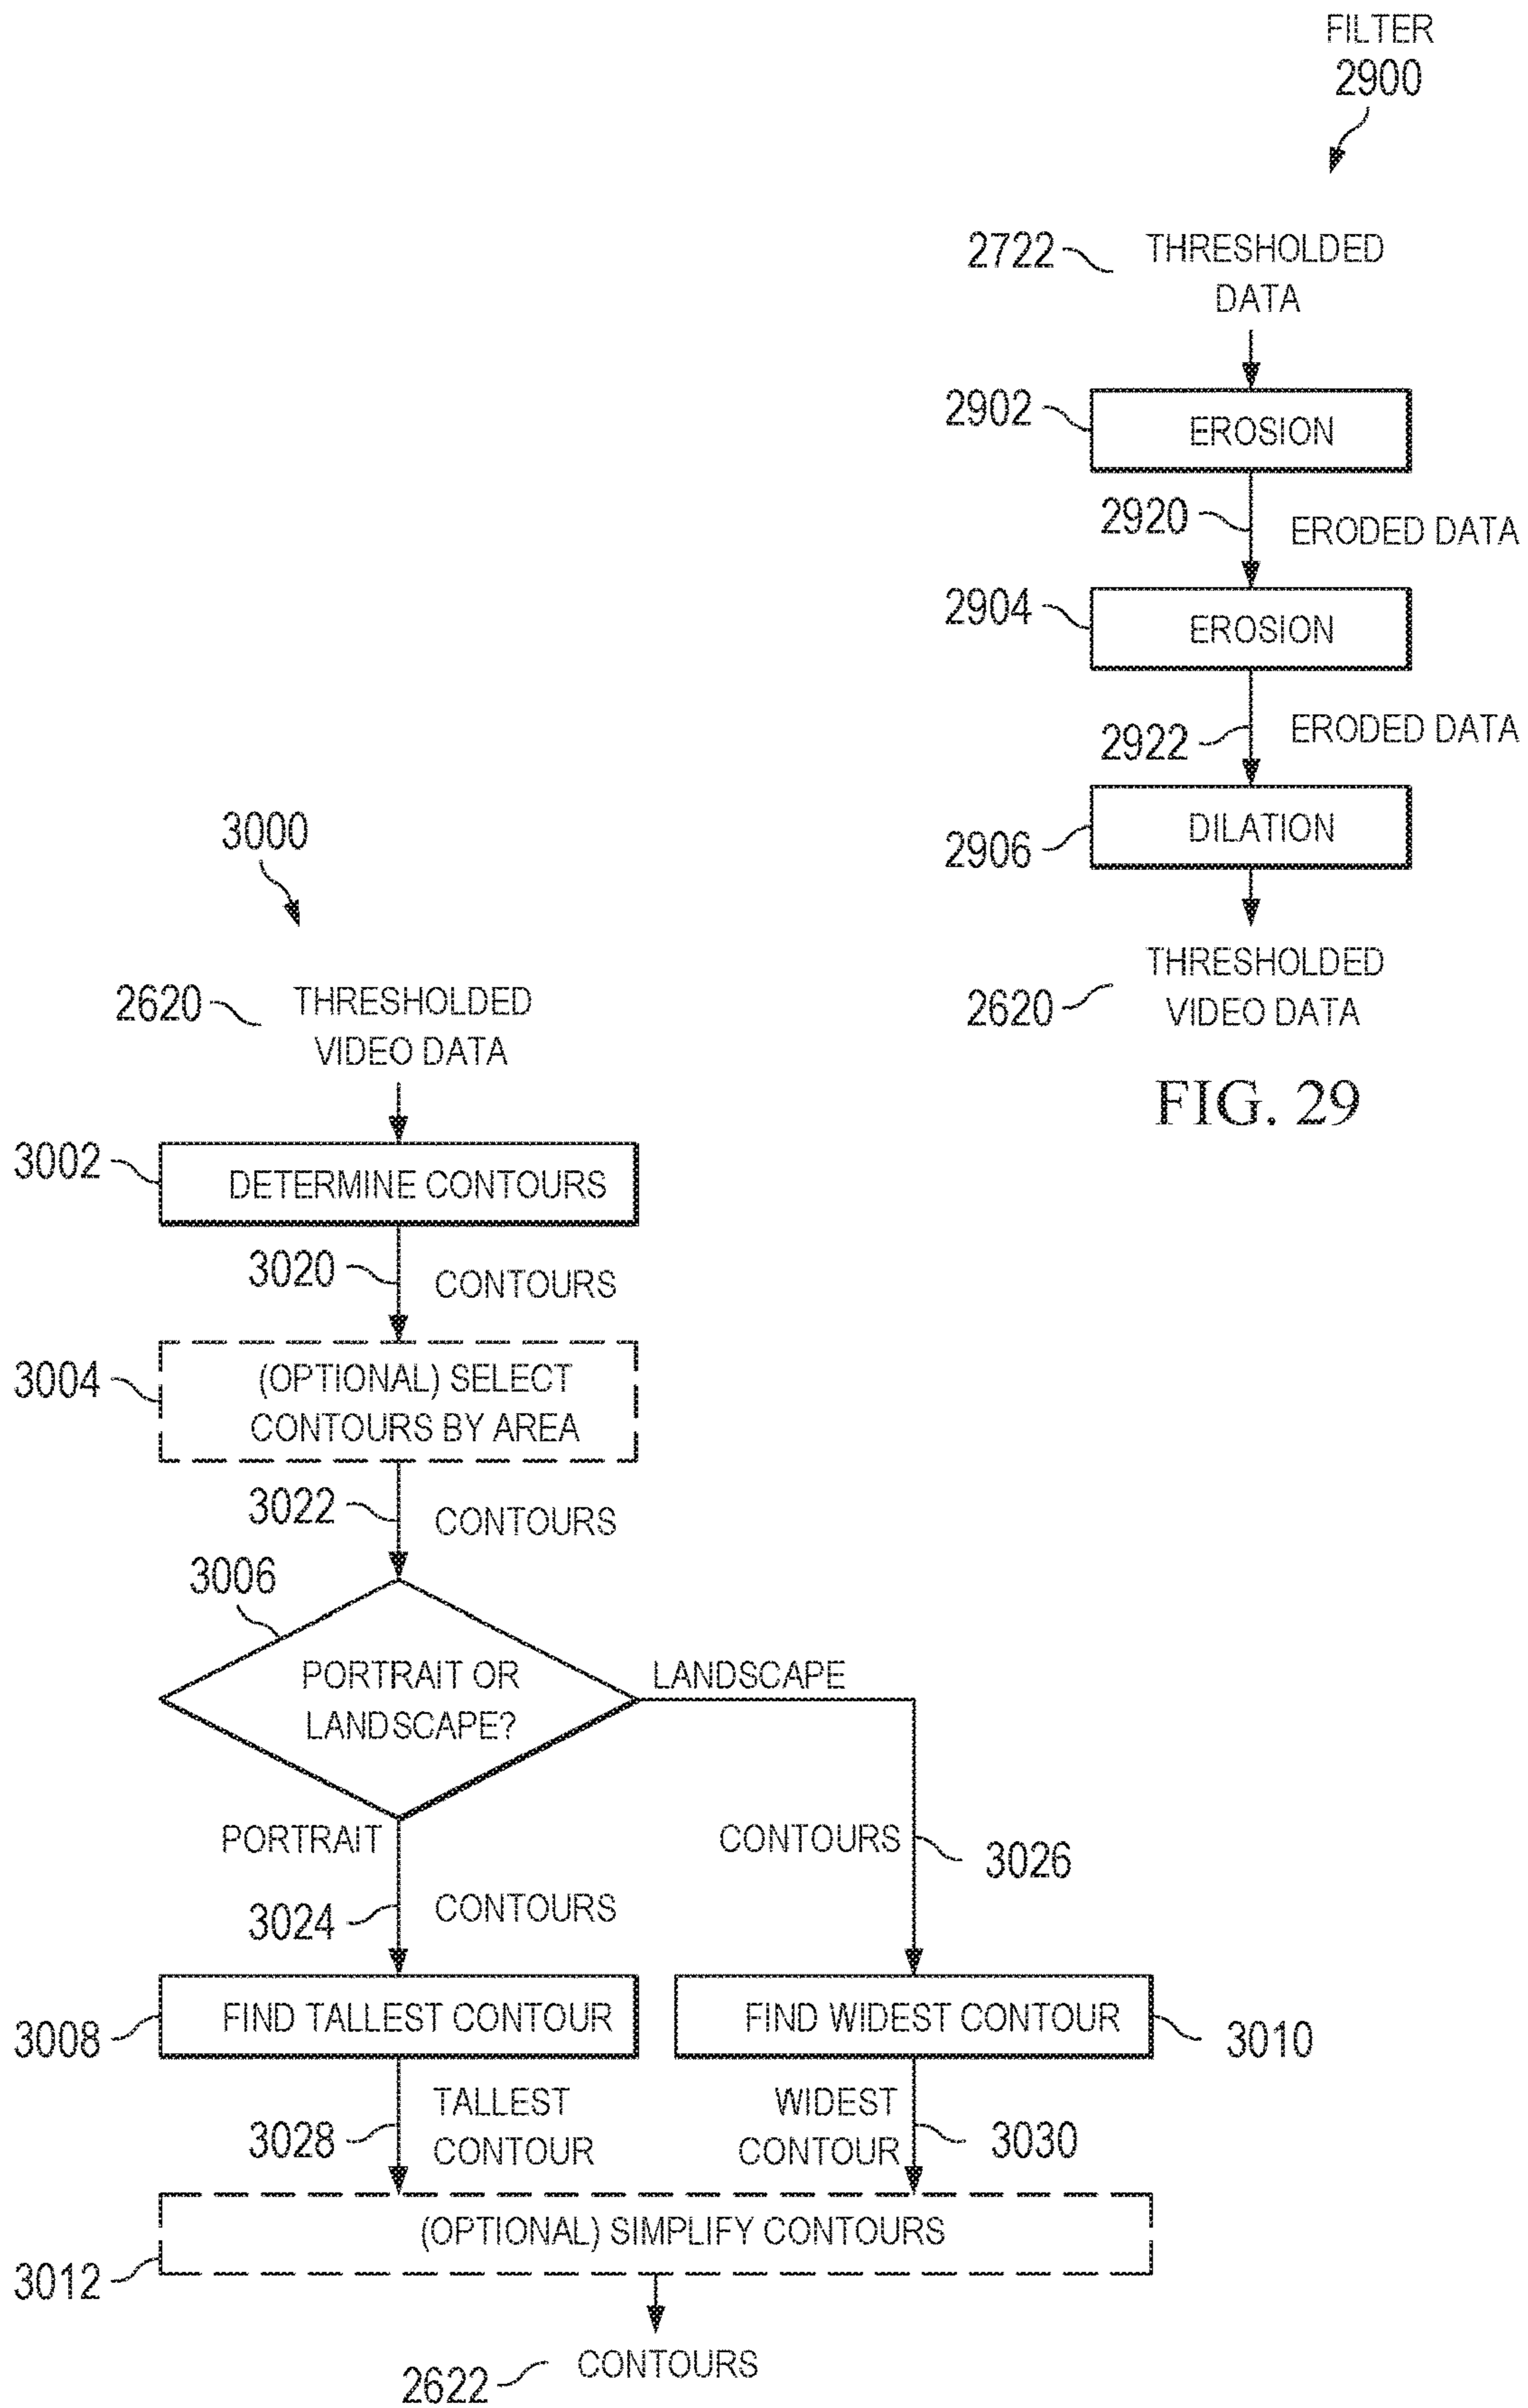 FILTER
2900
2722
THRESHOLDED
DATA
2902
EROSION
2920
ERODED DATA
2904
EROSION
2922
ERODED DATA
2906
DILATION
2620
THRESHOLDED
VIDEO DATA
FIG. 29
3000
2620
THRESHOLDED
VIDEO DATA
3002
DETERMINE CONTOURS
3020
CONTOURS
3004
(OPTIONAL) SELECT
CONTOURS BY AREA
3022
CONTOURS
3006
PORTRAIT OR
LANDSCAPE?
LANDSCAPE
PORTRAIT
CONTOURS
3026
3024
CONTOURS
3008
FIND TALLEST CONTOUR
FIND WIDEST CONTOUR
3010
3028
TALLEST
CONTOUR
WIDEST
CONTOUR
3030
3012
(OPTIONAL) SIMPLIFY CONTOURS
2622
CONTOURS